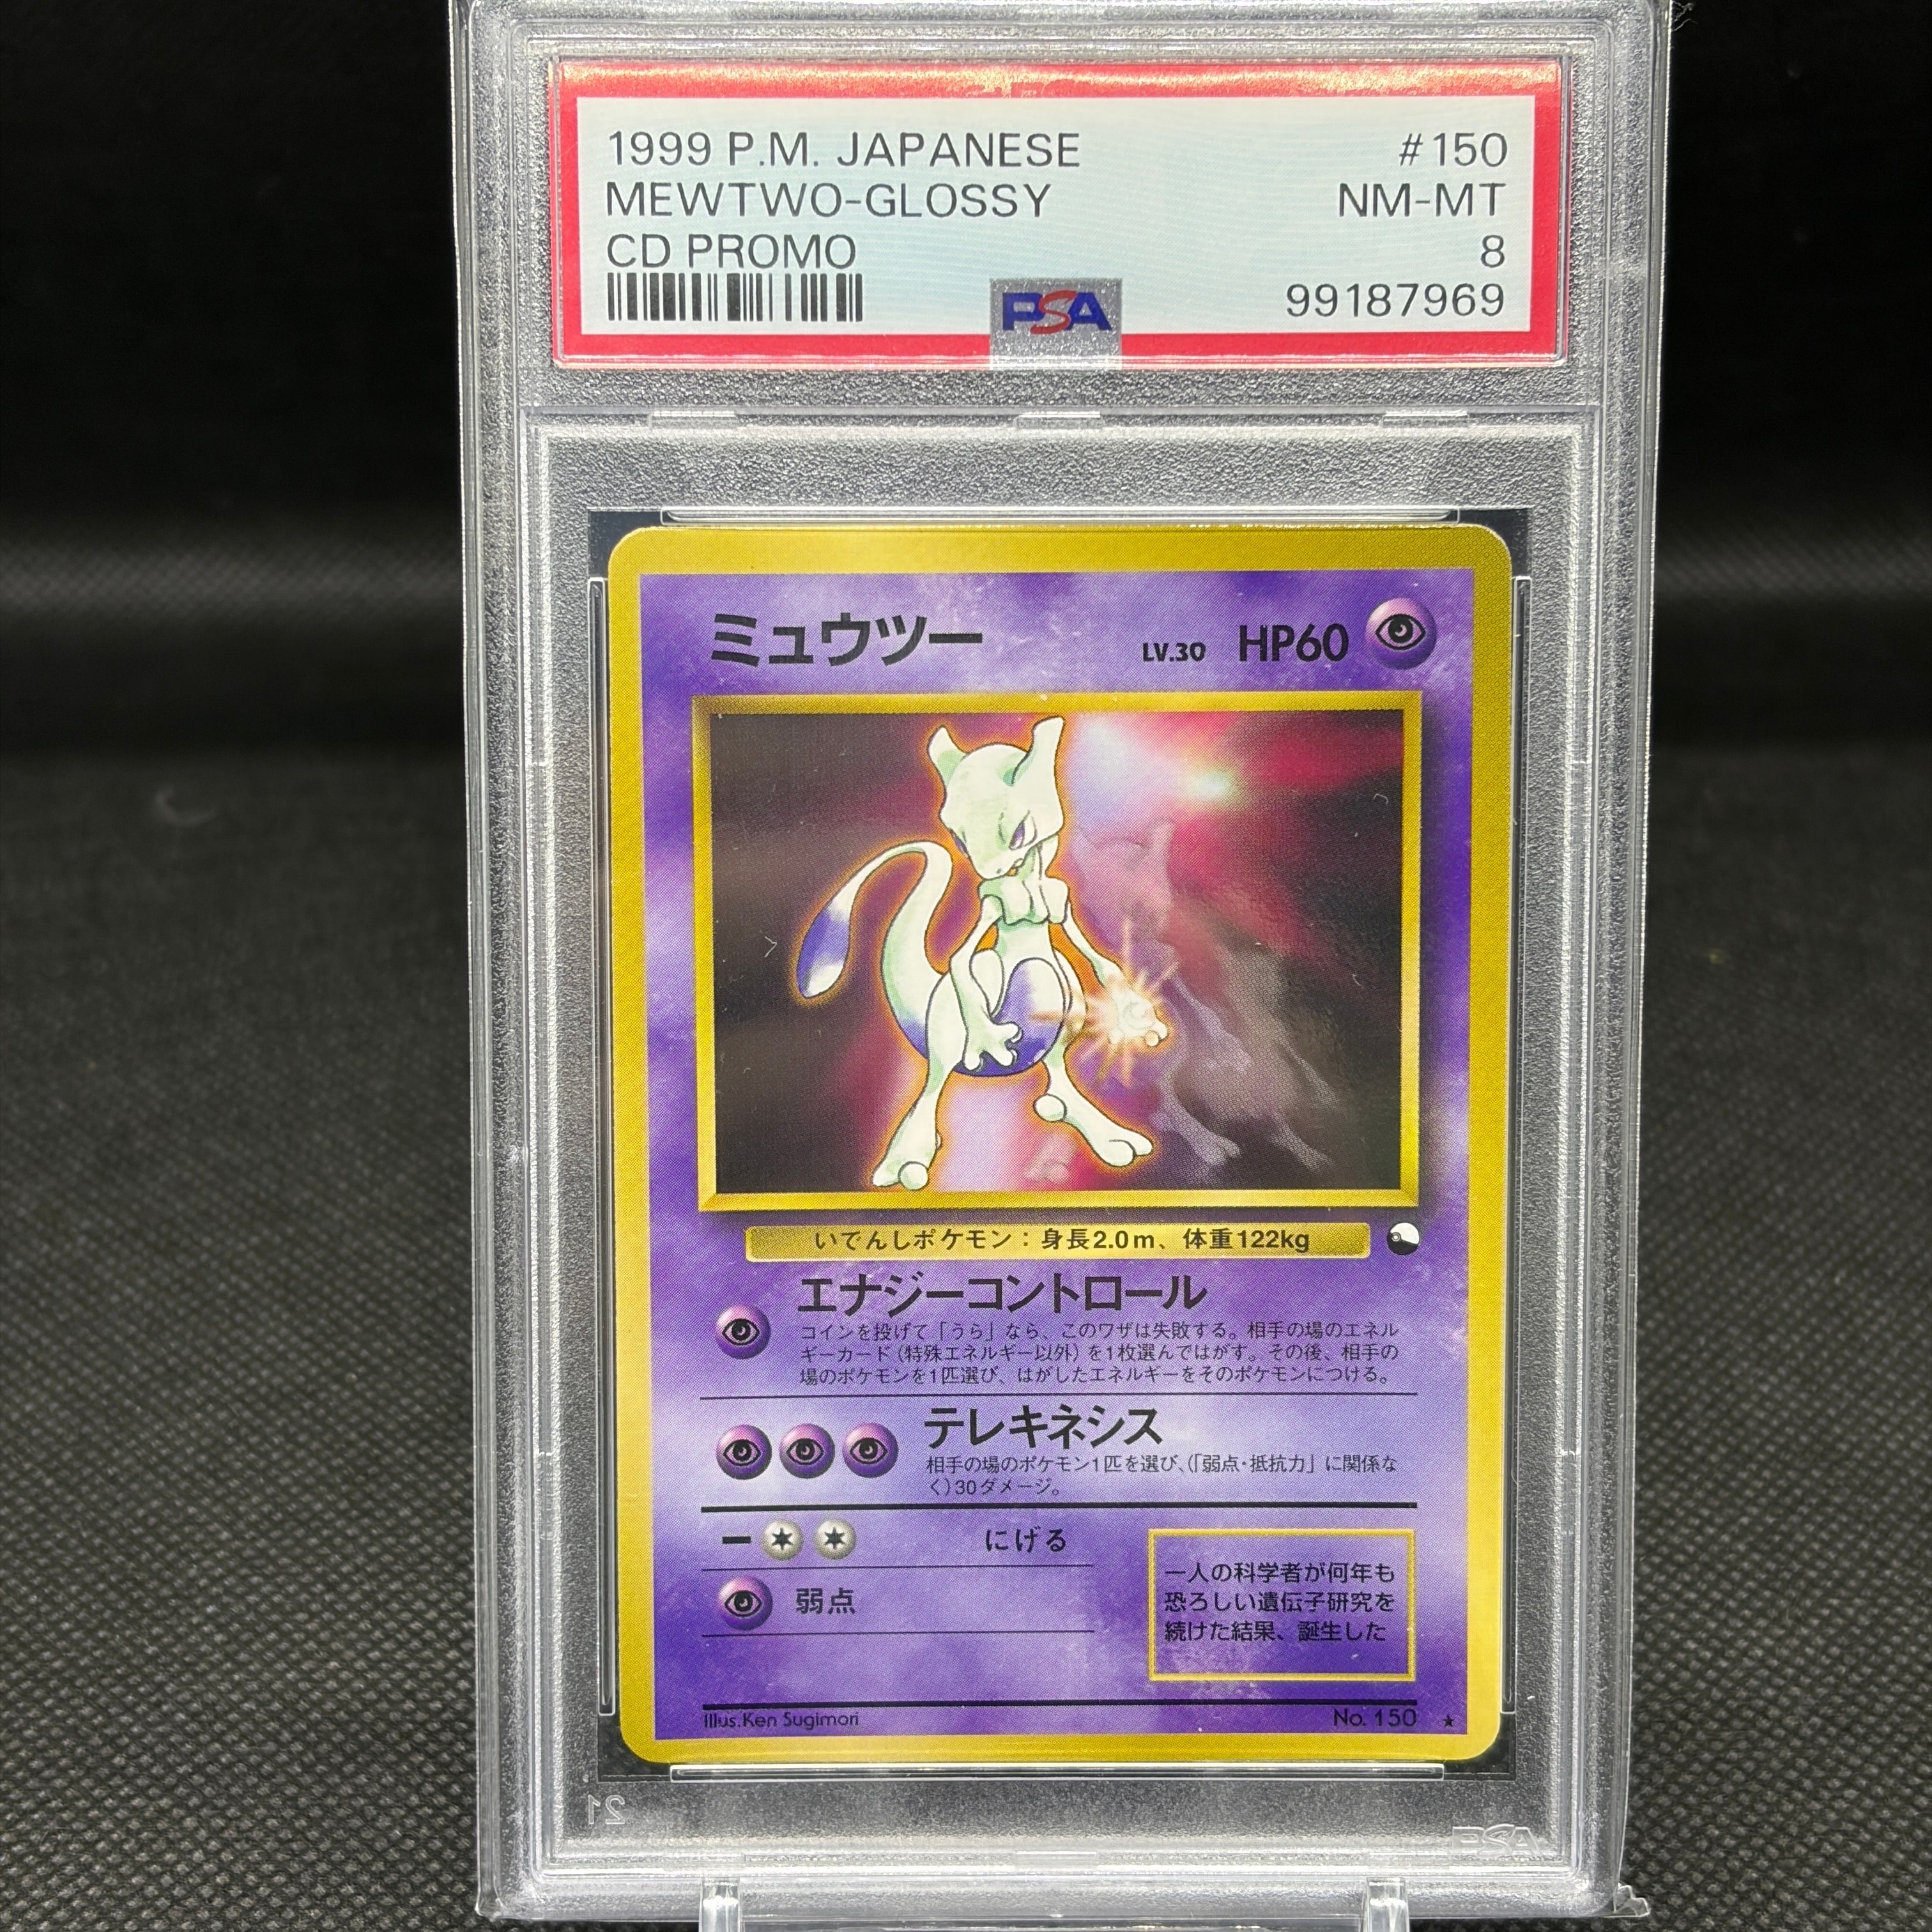 1999 P.M. JAPANESE #150
MEWTWO-GLOSSY NM-MT
CD PROMO 8
PSA 99187969
ミュウツー LV.30 HP60
いでんしポケモン：身長2.0m、体重122kg
エナジーコントロール
コインを投げて「うら」なら、このワザは失敗する。相手の場のエネル
ギーカード（特殊エネルギー以外）を1枚選んではがす。その後、相手の
場のポケモンを1匹選び、はがしたエネルギーをそのポケモンにつける。
テレキネシス
相手の場のポケモン1匹を選び、（「弱点・抵抗力」に関係な
く）30ダメージ。
にげる
弱点
一人の科学者が何年も
恐ろしい遺伝子研究を
続けた結果、誕生した
Illus.Ken Sugimori No. 150 ★
21 PSA